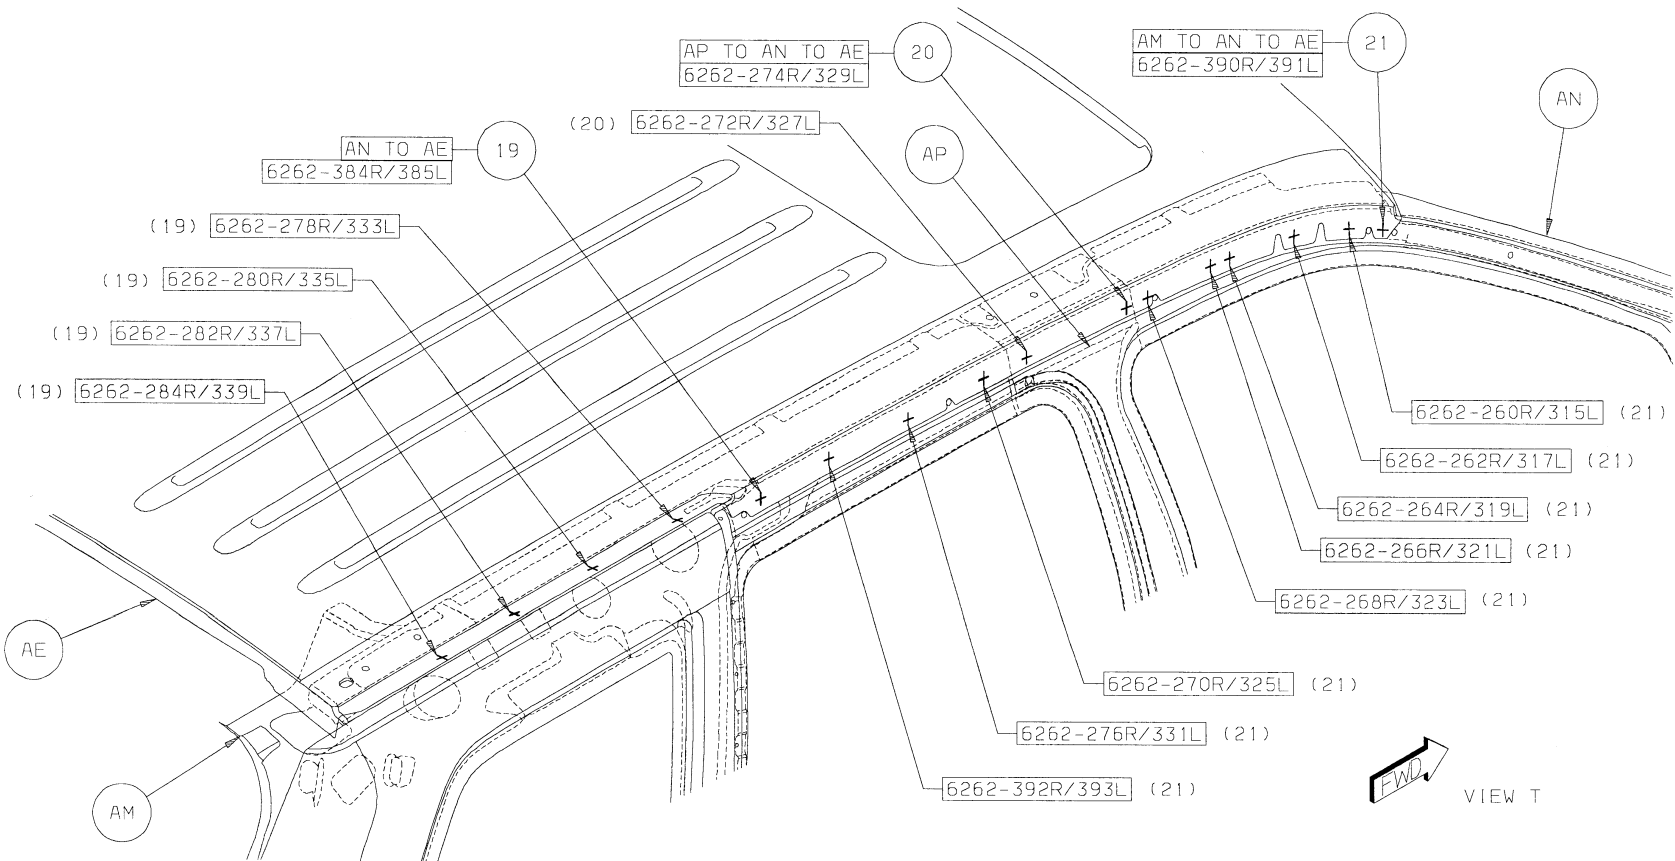 AP TO AN TO AE
6262-274R/329L
20
AM TO AN TO AE
6262-390R/391L
21
AN
(20) 6262-272R/327L
AN TO AE
6262-384R/385L
19
AP
(19) 6262-278R/333L
(19) 6262-280R/335L
(19) 6262-282R/337L
(19) 6262-284R/339L
6262-260R/315L (21)
6262-262R/317L (21)
6262-264R/319L (21)
6262-266R/321L (21)
6262-268R/323L (21)
AE
6262-270R/325L (21)
6262-276R/331L (21)
6262-392R/393L (21)
AM
FWD
VIEW T